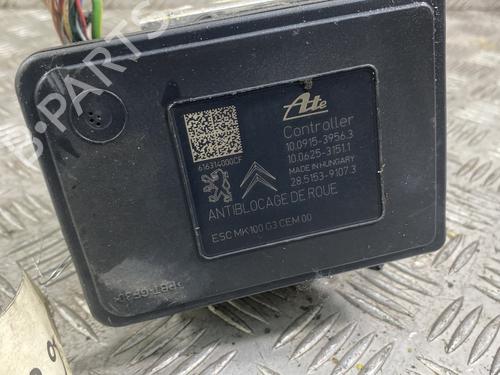 B-PARTS
Ate
Controller
10.0915-3956.3
10.0625-3151.1
MADE IN HUNGARY
28.5153-9107.3
616314000CF
ANTIBLOCAGE DE ROUE
ESC MK100 G3 CEM 00